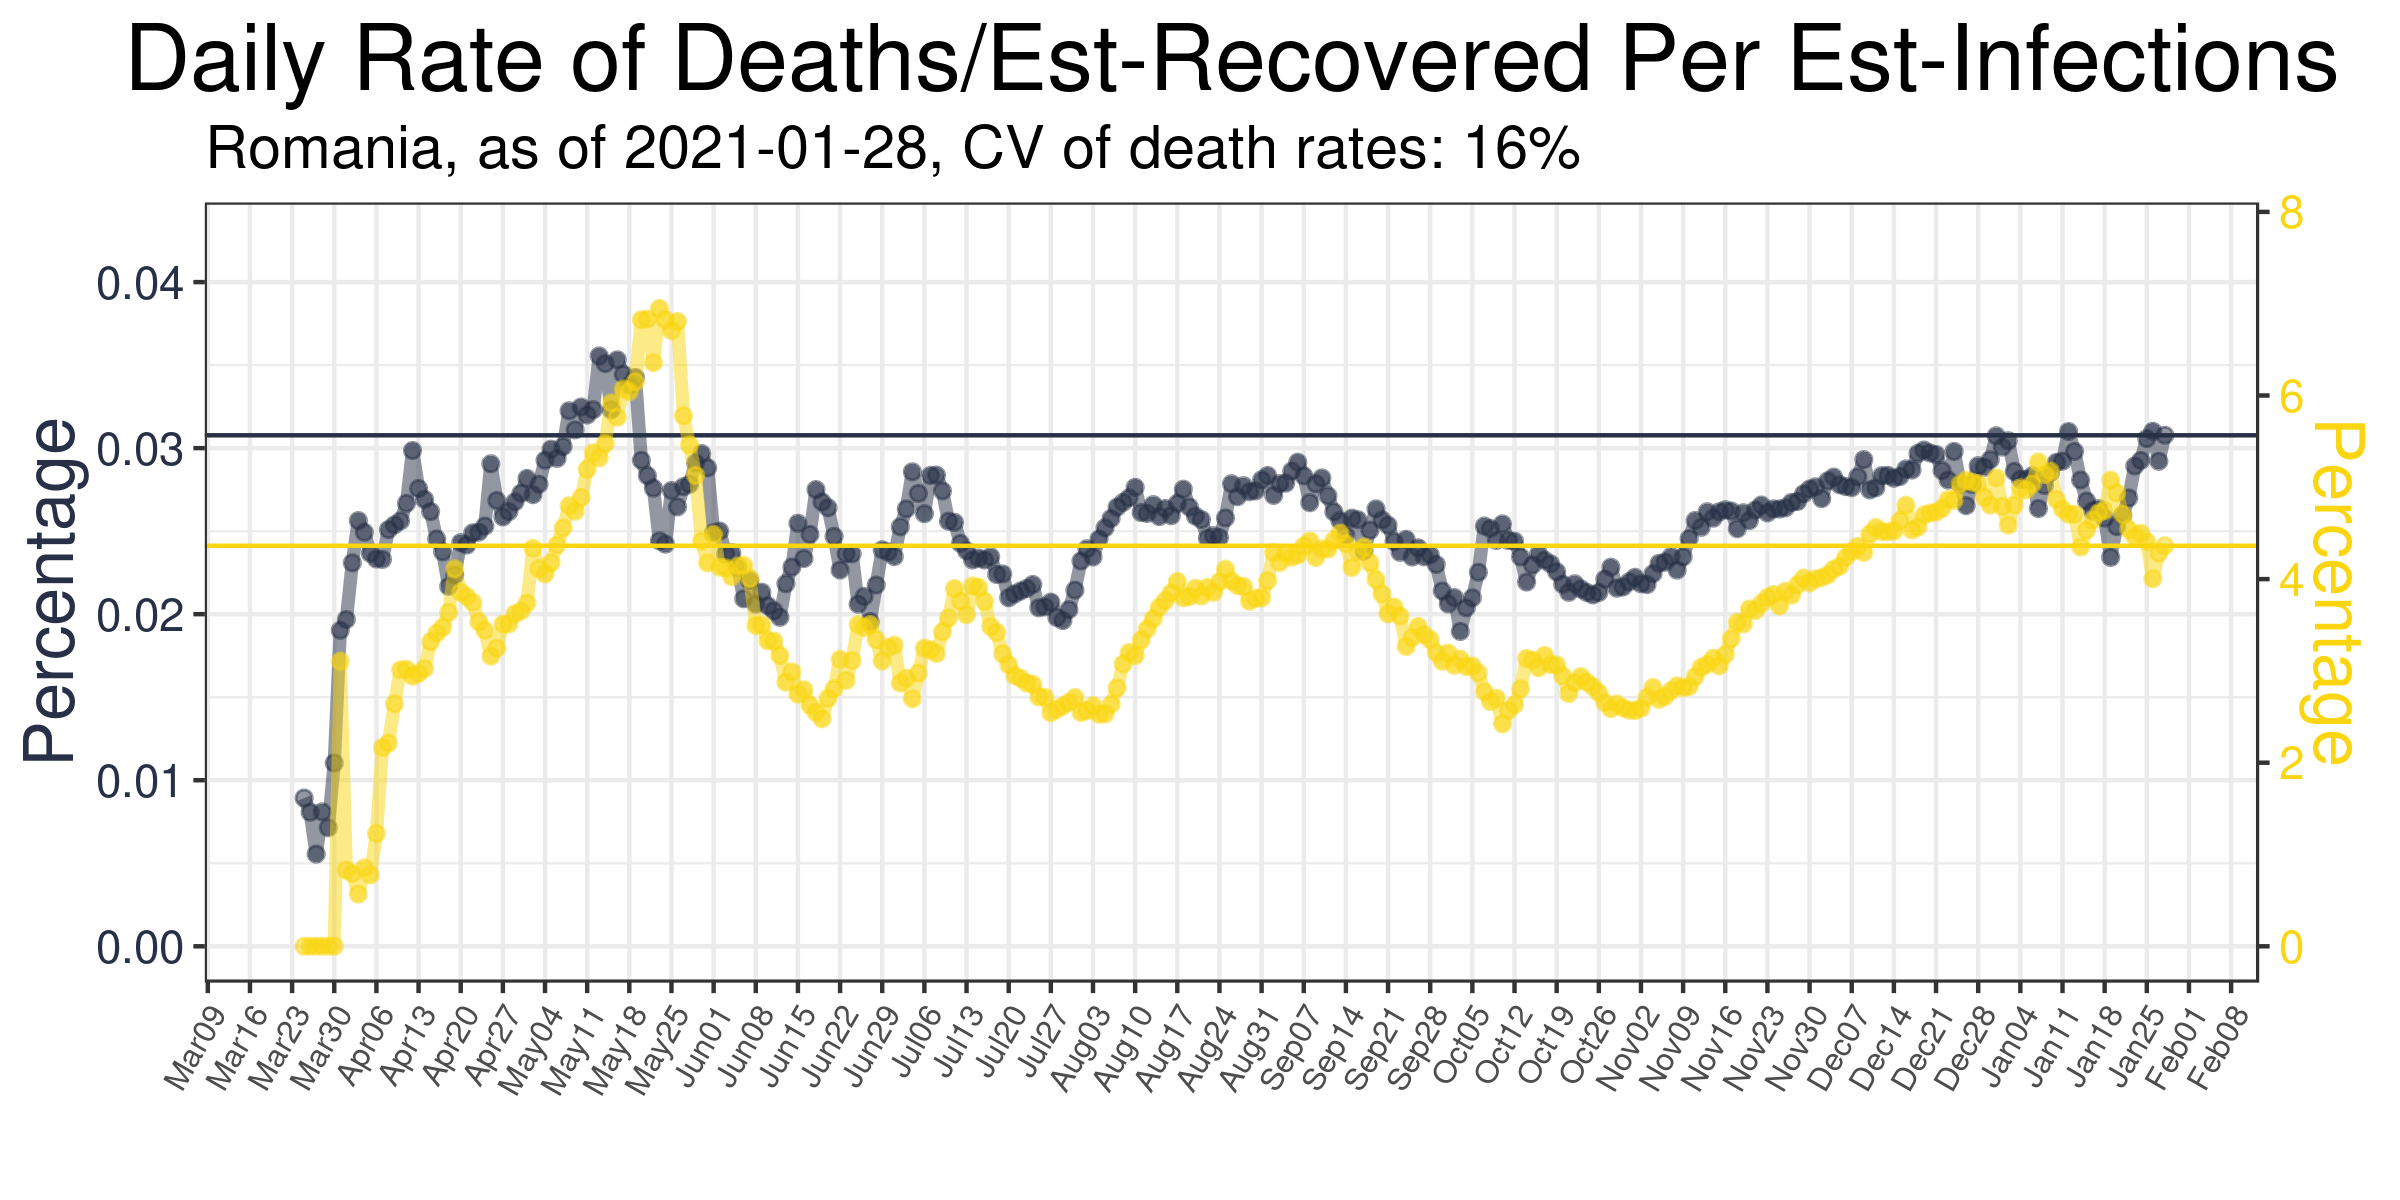 Daily Rate of Deaths/Est-Recovered Per Est-Infections
Romania, as of 2021-01-28, CV of death rates: 16%
Percentage
0.04
0.03
0.02
0.01
0.00
8
6
4
2
0
Percentage
Mar09 Mar16 Mar23 Mar30 Apr06 Apr13 Apr20 Apr27 May04 May11 May18 May25 Jun01 Jun08 Jun15 Jun22 Jun29 Jul06 Jul13 Jul20 Jul27 Aug03 Aug10 Aug17 Aug24 Aug31 Sep07 Sep14 Sep21 Sep28 Oct05 Oct12 Oct19 Oct26 Nov02 Nov09 Nov16 Nov23 Nov30 Dec07 Dec14 Dec21 Dec28 Jan04 Jan11 Jan18 Jan25 Feb01 Feb08